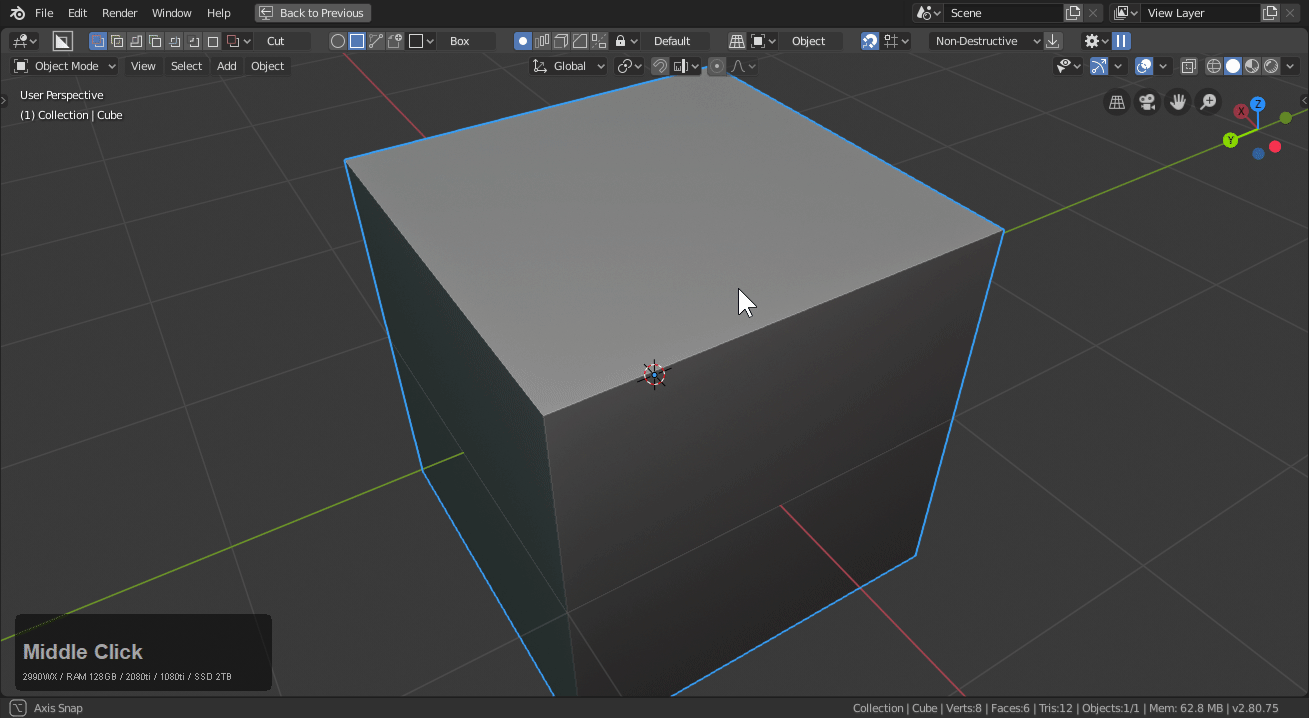 File Edit Render Window Help Back to Previous Scene View Layer
Cut Box Default Object Non-Destructive
Object Mode View Select Add Object Global
User Perspective
(1) Collection | Cube
Z
X
Y
Middle Click
2990WX / RAM 128GB / 2080ti / 1080ti / SSD 2TB
Axis Snap Collection | Cube | Verts:8 | Faces:6 | Tris:12 | Objects:1/1 | Mem: 62.8 MB | v2.80.75